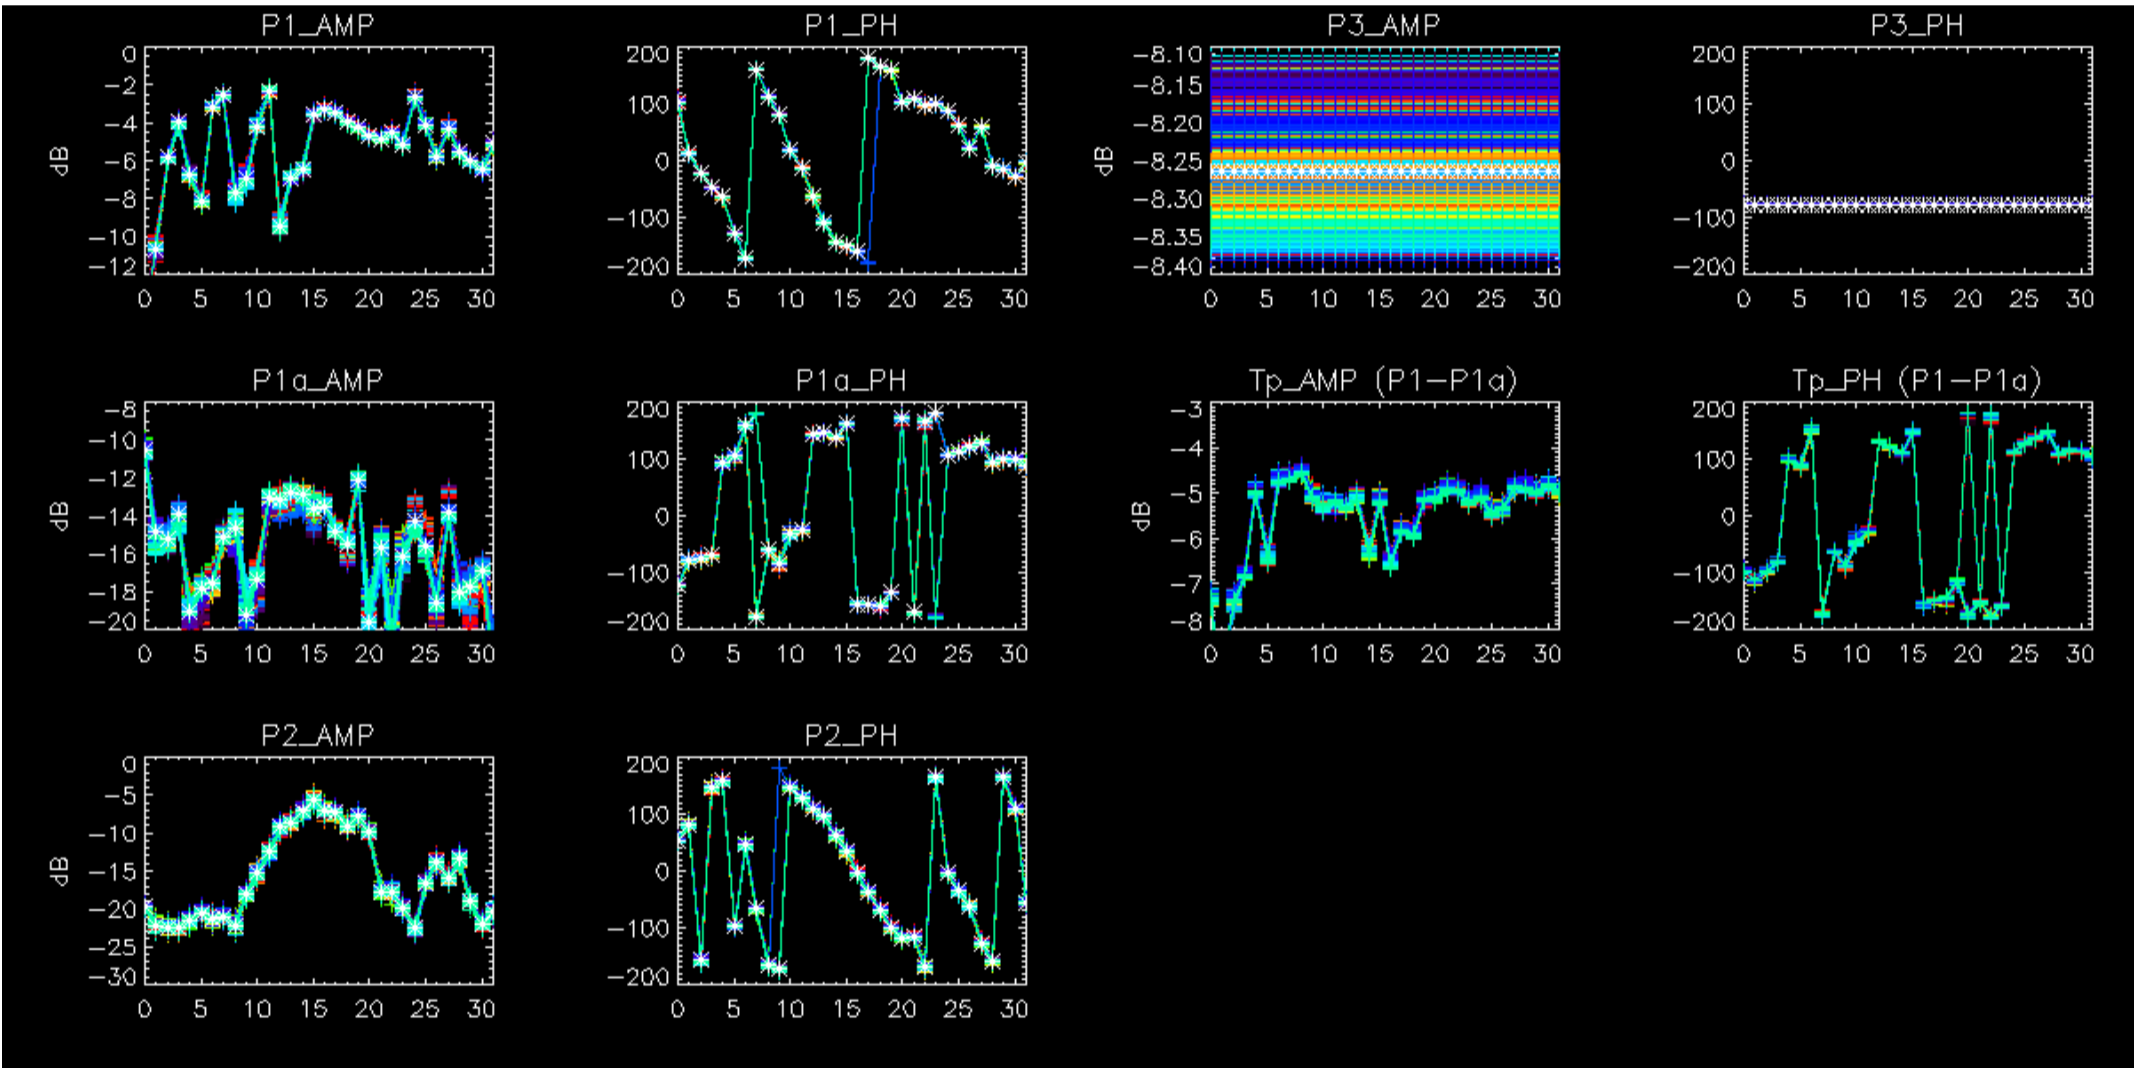 P1_AMP
P1_PH
P3_AMP
P3_PH
0
-2
-4
-6
-8
-10
-12
dB
0 5 10 15 20 25 30
200
100
0
-100
-200
0 5 10 15 20 25 30
-8.10
-8.15
-8.20
-8.25
-8.30
-8.35
-8.40
dB
0 5 10 15 20 25 30
200
100
0
-100
-200
0 5 10 15 20 25 30
P1a_AMP
P1a_PH
Tp_AMP (P1-P1a)
Tp_PH (P1-P1a)
-8
-10
-12
-14
-16
-18
-20
dB
0 5 10 15 20 25 30
200
100
0
-100
-200
0 5 10 15 20 25 30
-3
-4
-5
-6
-7
-8
dB
0 5 10 15 20 25 30
200
100
0
-100
-200
0 5 10 15 20 25 30
P2_AMP
P2_PH
0
-5
-10
-15
-20
-25
-30
dB
0 5 10 15 20 25 30
200
100
0
-100
-200
0 5 10 15 20 25 30